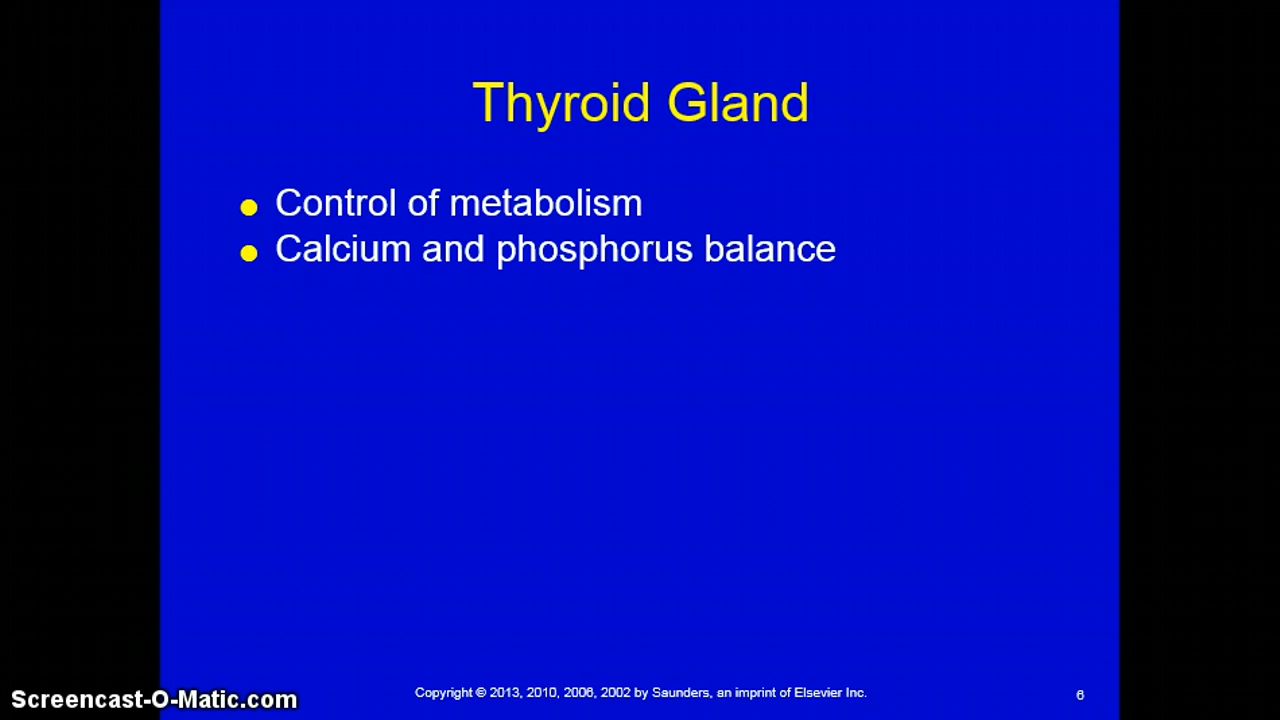 Thyroid Gland
● Control of metabolism
● Calcium and phosphorus balance
Copyright © 2013, 2010, 2006, 2002 by Saunders, an imprint of Elsevier Inc.
6
Screencast-O-Matic.com